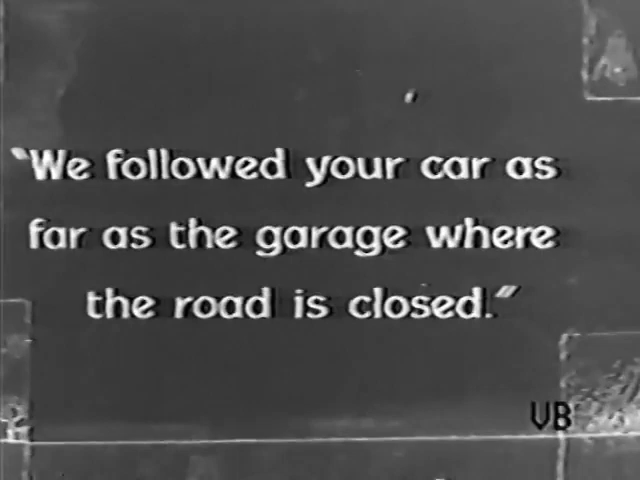 "We followed your car as
far as the garage where
the road is closed."
VB